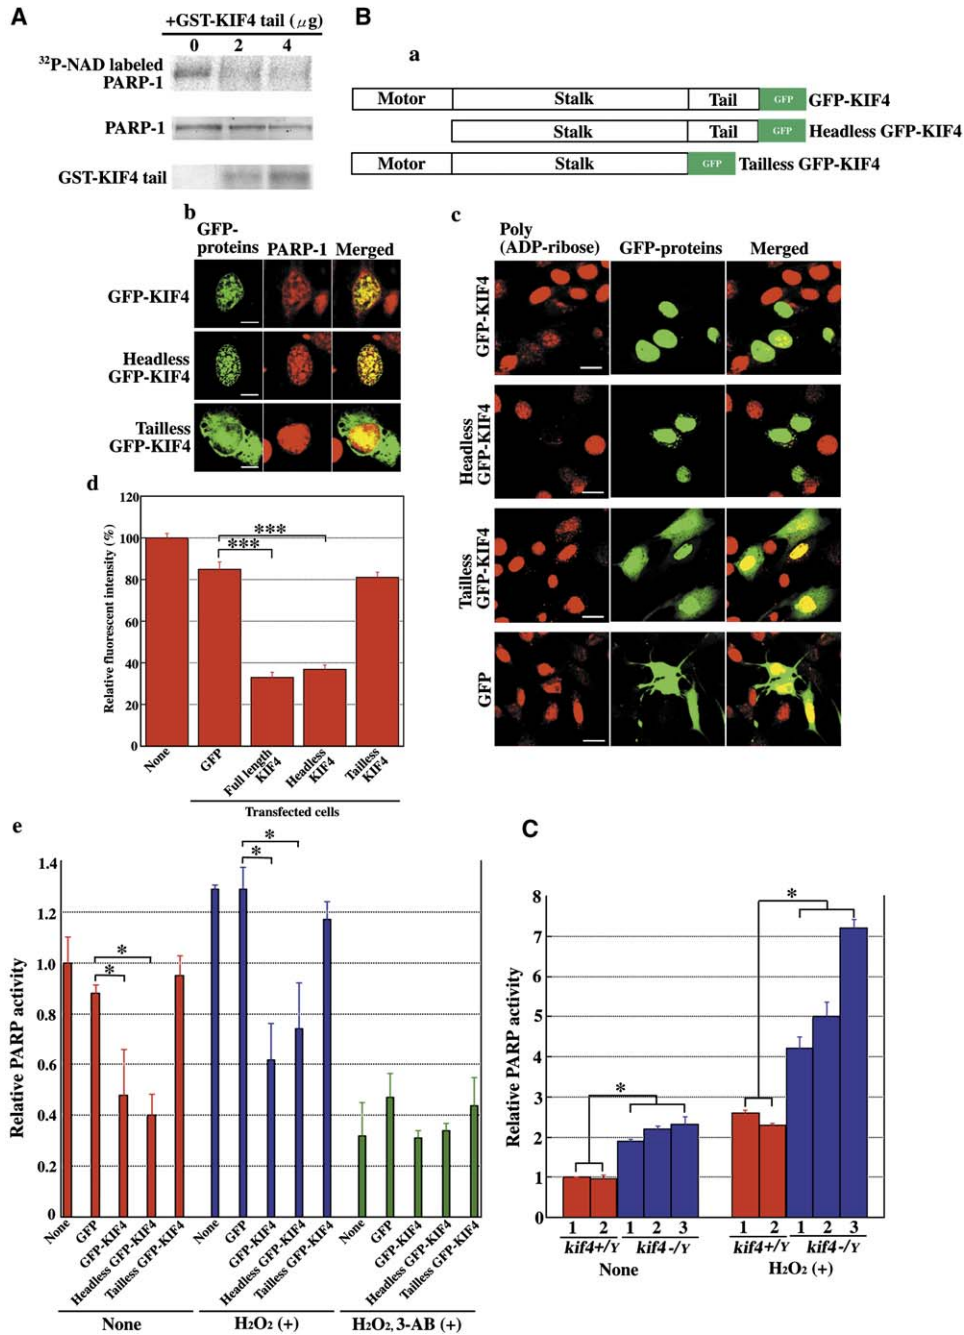 A
+GST-KIF4 tail (μg)
0 2 4
32P-NAD labeled
PARP-1
PARP-1
GST-KIF4 tail
B
a
Motor Stalk Tail GFP GFP-KIF4
Stalk Tail GFP Headless GFP-KIF4
Motor Stalk GFP Tailless GFP-KIF4
b
GFP-
proteins PARP-1 Merged
GFP-KIF4
Headless
GFP-KIF4
Tailless
GFP-KIF4
c
Poly
(ADP-ribose) GFP-proteins Merged
GFP-KIF4
Headless
GFP-KIF4
Tailless
GFP-KIF4
GFP
d
Relative fluorescent intensity (%)
120
100
80
60
40
20
0
***
***
None
GFP
Full length
KIF4
Headless
KIF4
Tailless
KIF4
Transfected cells
e
Relative PARP activity
1.4
1.2
1.0
0.8
0.6
0.4
0.2
0
*
*
*
*
None
GFP
GFP-KIF4
Headless GFP-KIF4
Tailless GFP-KIF4
None
GFP
GFP-KIF4
Headless GFP-KIF4
Tailless GFP-KIF4
None
GFP
GFP-KIF4
Headless GFP-KIF4
Tailless GFP-KIF4
None
H2O2 (+)
H2O2, 3-AB (+)
C
Relative PARP activity
8
7
6
5
4
3
2
1
0
*
*
1 2 1 2 3 1 2 1 2 3
kif4+/Y kif4-/Y kif4+/Y kif4-/Y
None H2O2 (+)